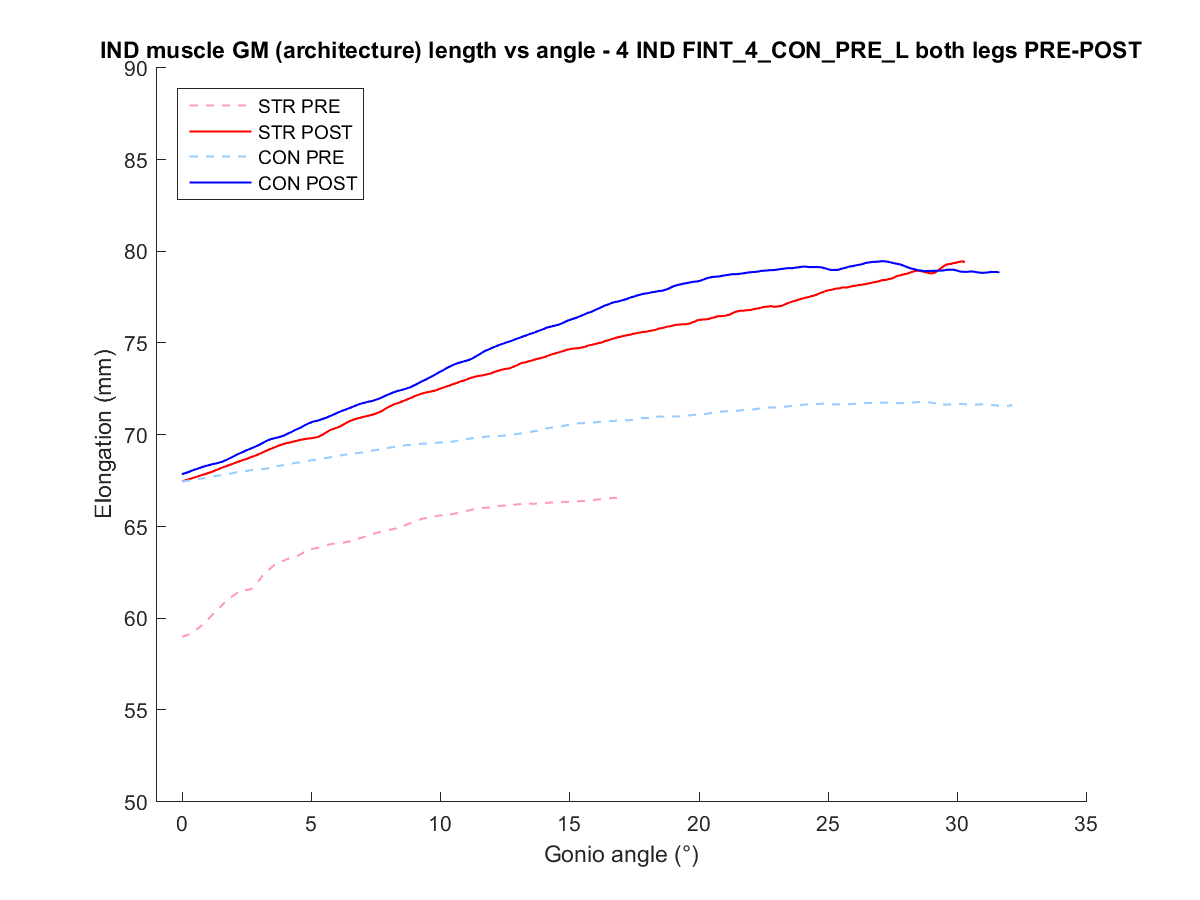 IND muscle GM (architecture) length vs angle - 4 IND FINT_4_CON_PRE_L both legs PRE-POST
90
85
80
75
70
65
60
55
50
Elongation (mm)
STR PRE
STR POST
CON PRE
CON POST
0 5 10 15 20 25 30 35
Gonio angle (°)